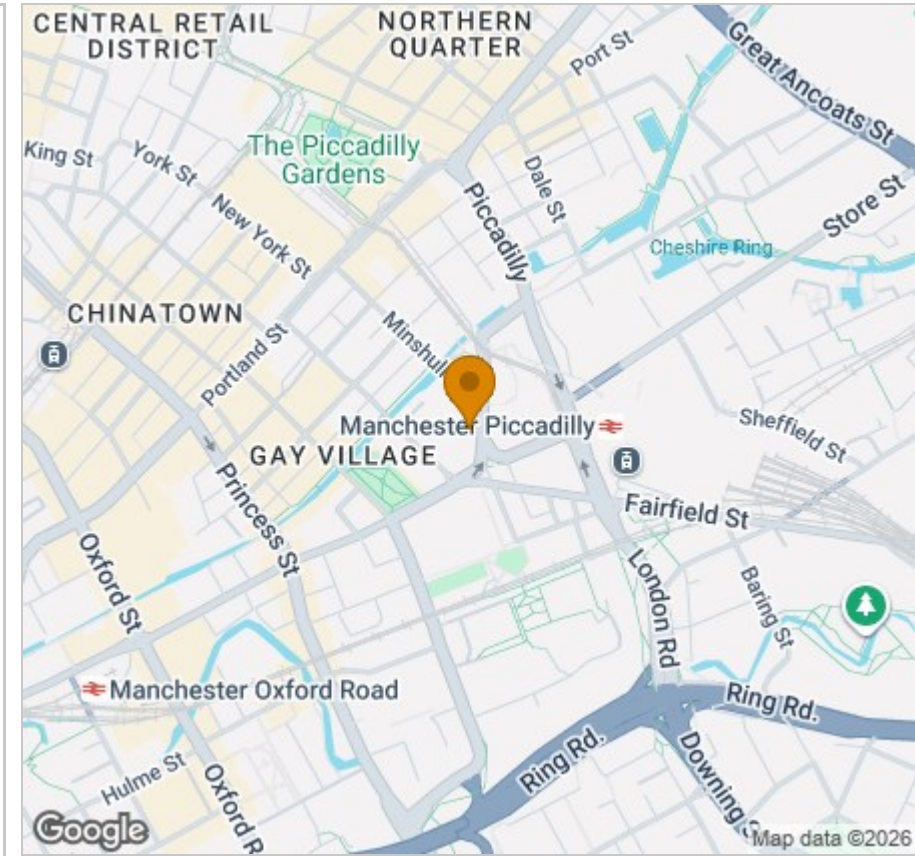 CENTRAL RETAIL
DISTRICT
NORTHERN
QUARTER
Port St
Great Ancoats St
The Piccadilly
Gardens
King St
York St
New York St
Dale St
Piccadilly
Store St
Cheshire Ring
CHINATOWN
Portland St
Minshull
Manchester Piccadilly
Sheffield St
GAY VILLAGE
Princess St
Fairfield St
Oxford St
London Rd
Baring St
Manchester Oxford Road
Ring Rd.
Ring Rd.
Hulme St
Oxford R
Downing S
Google
Map data ©2026